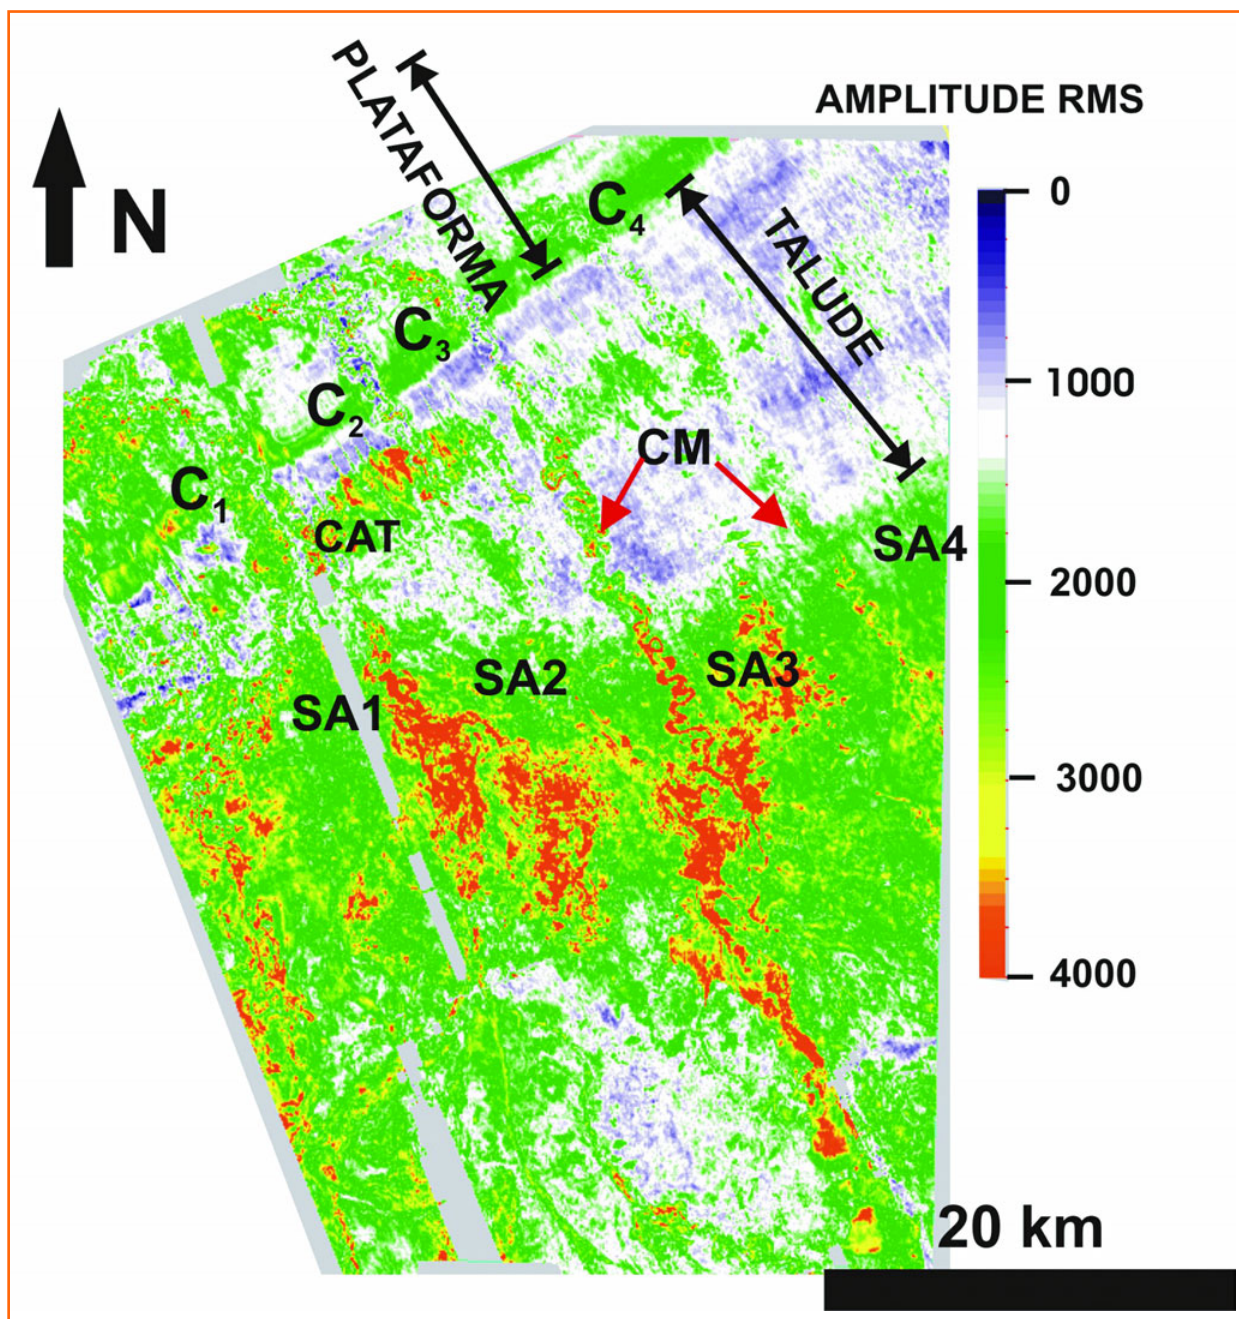 PLATAFORMA
AMPLITUDE RMS
N
C4
TALUDE
0
C3
1000
C2
CM
C1
CAT
SA4
2000
SA2
SA3
SA1
3000
4000
20 km